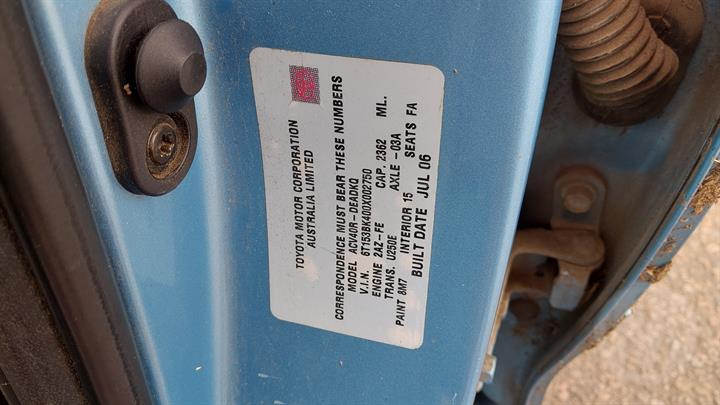 TOYOTA MOTOR CORPORATION
AUSTRALIA LIMITED
CORRESPONDENCE MUST BEAR THESE NUMBERS
MODEL ACV40R-DEADKQ
V.I.N. 6T153BK400X002750
ENGINE 2AZ-FE CAP. 2362 ML.
TRANS. U250E AXLE -03A
PAINT 8M7 INTERIOR 15 SEATS FA
BUILT DATE JUL 06